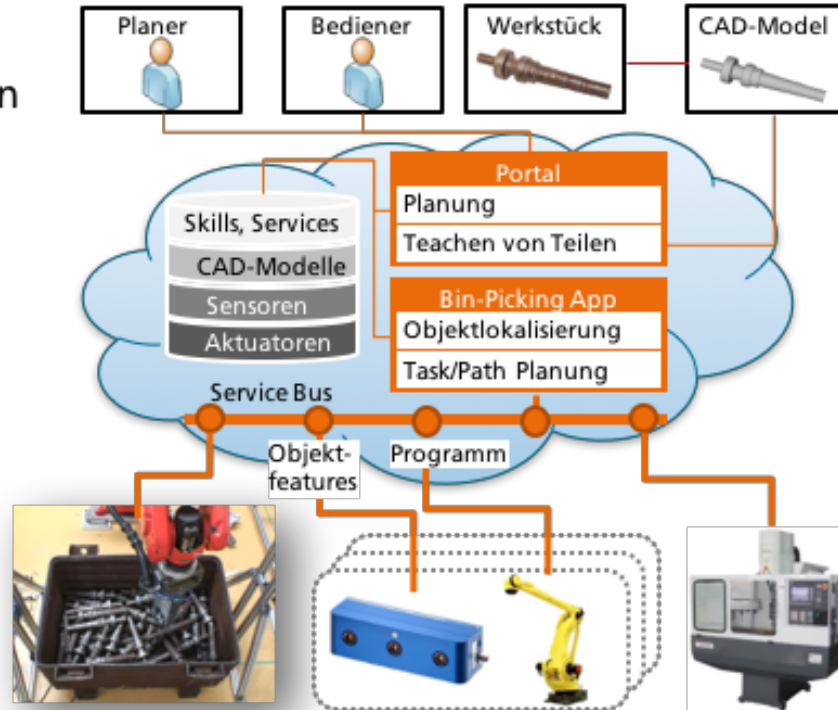 Planer
Bediener
Werkstück
CAD-Model
n
Portal
Planung
Teachen von Teilen
Skills, Services
CAD-Modelle
Sensoren
Aktuatoren
Bin-Picking App
Objektlokalisierung
Task/Path Planung
Service Bus
Objekt-
features
Programm